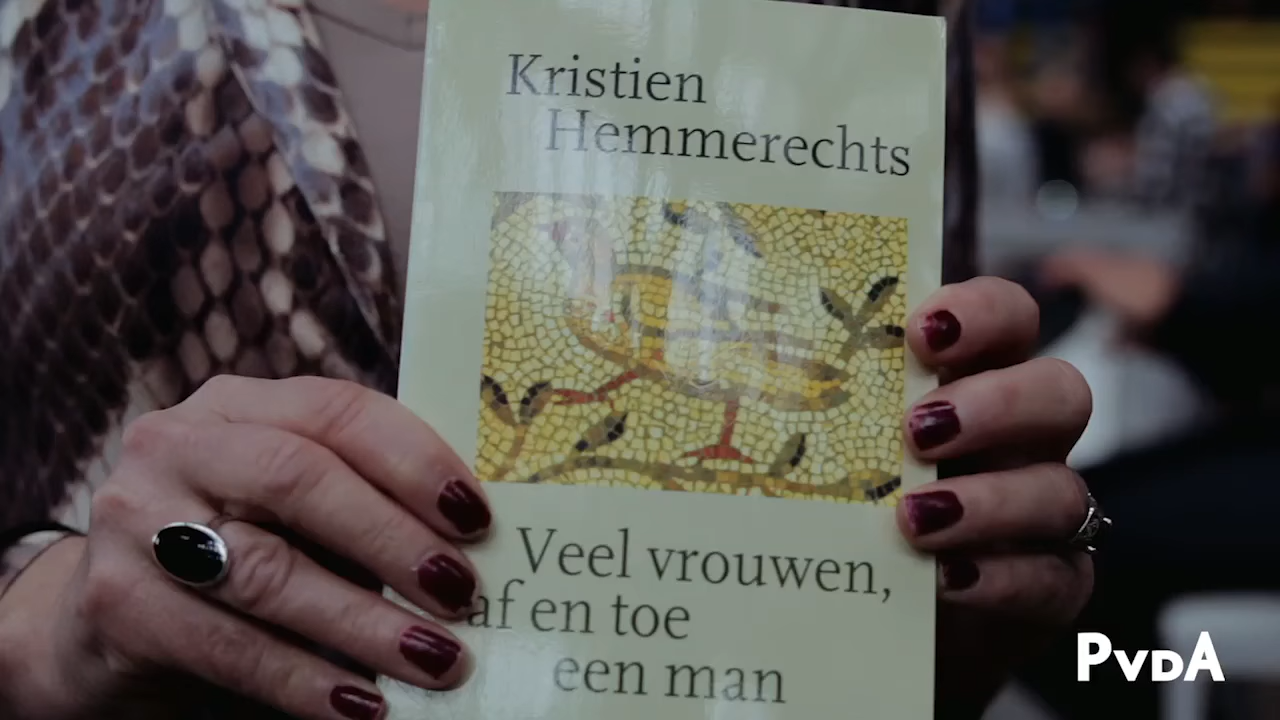 Kristien
Hemmerechts
Veel vrouwen,
af en toe
een man
PvdA